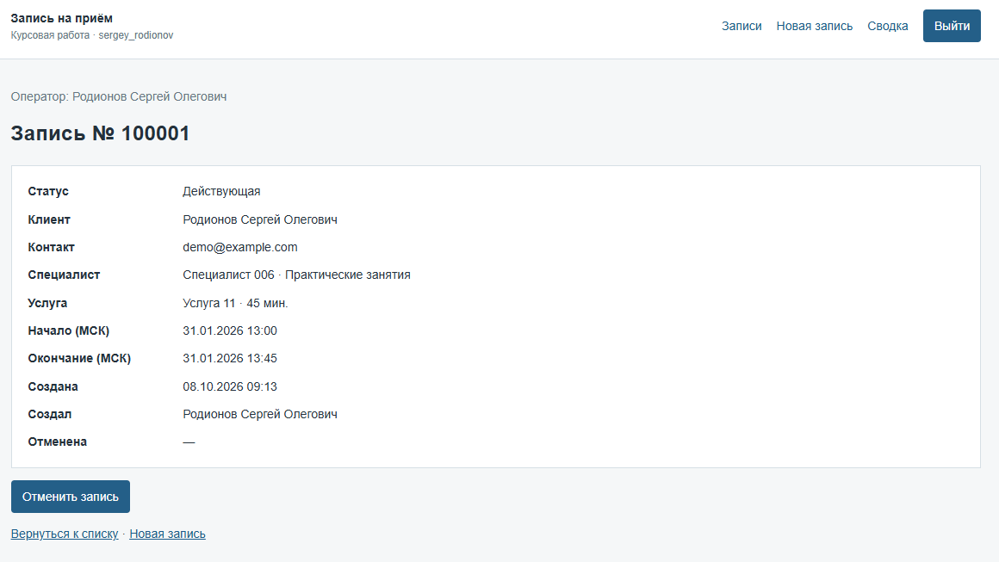 Запись на приём
Курсовая работа · sergey_rodionov
Записи Новая запись Сводка Выйти
Оператор: Родионов Сергей Олегович
Запись № 100001
Статус Действующая
Клиент Родионов Сергей Олегович
Контакт demo@example.com
Специалист Специалист 006 · Практические занятия
Услуга Услуга 11 · 45 мин.
Начало (МСК) 31.01.2026 13:00
Окончание (МСК) 31.01.2026 13:45
Создана 08.10.2026 09:13
Создал Родионов Сергей Олегович
Отменена —
Отменить запись
Вернуться к списку · Новая запись